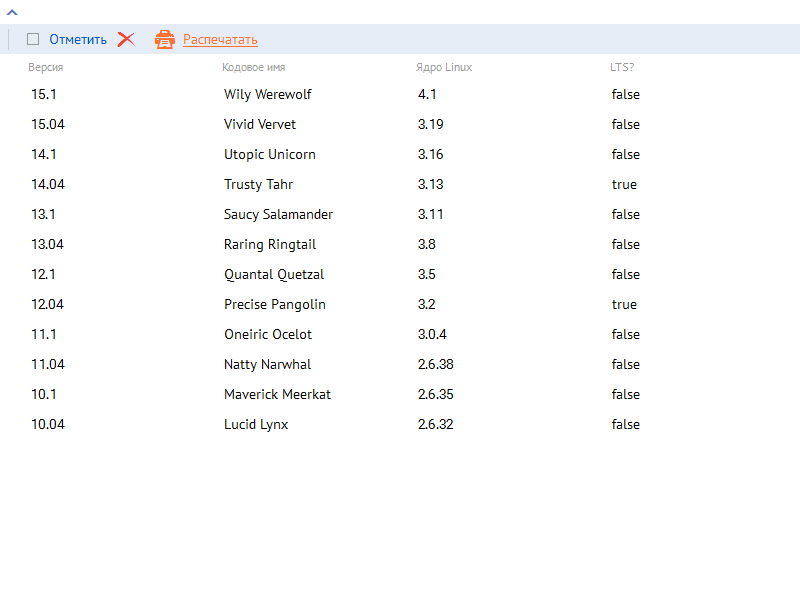 Отметить Распечатать
Версия Кодовое имя Ядро Linux LTS?
15.1 Wily Werewolf 4.1 false
15.04 Vivid Vervet 3.19 false
14.1 Utopic Unicorn 3.16 false
14.04 Trusty Tahr 3.13 true
13.1 Saucy Salamander 3.11 false
13.04 Raring Ringtail 3.8 false
12.1 Quantal Quetzal 3.5 false
12.04 Precise Pangolin 3.2 true
11.1 Oneiric Ocelot 3.0.4 false
11.04 Natty Narwhal 2.6.38 false
10.1 Maverick Meerkat 2.6.35 false
10.04 Lucid Lynx 2.6.32 false